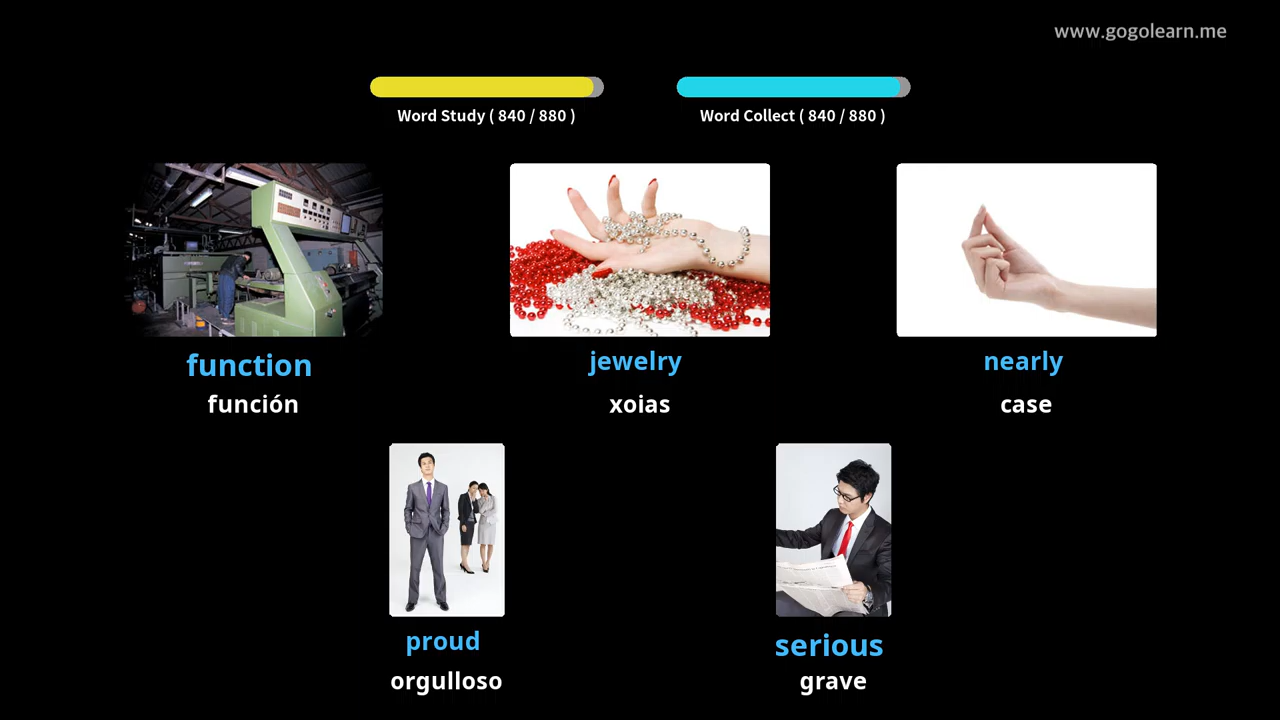 www.gogolearn.me
Word Study ( 840 / 880 )
Word Collect ( 840 / 880 )
function
función
jewelry
xoias
nearly
case
proud
orgulloso
serious
grave